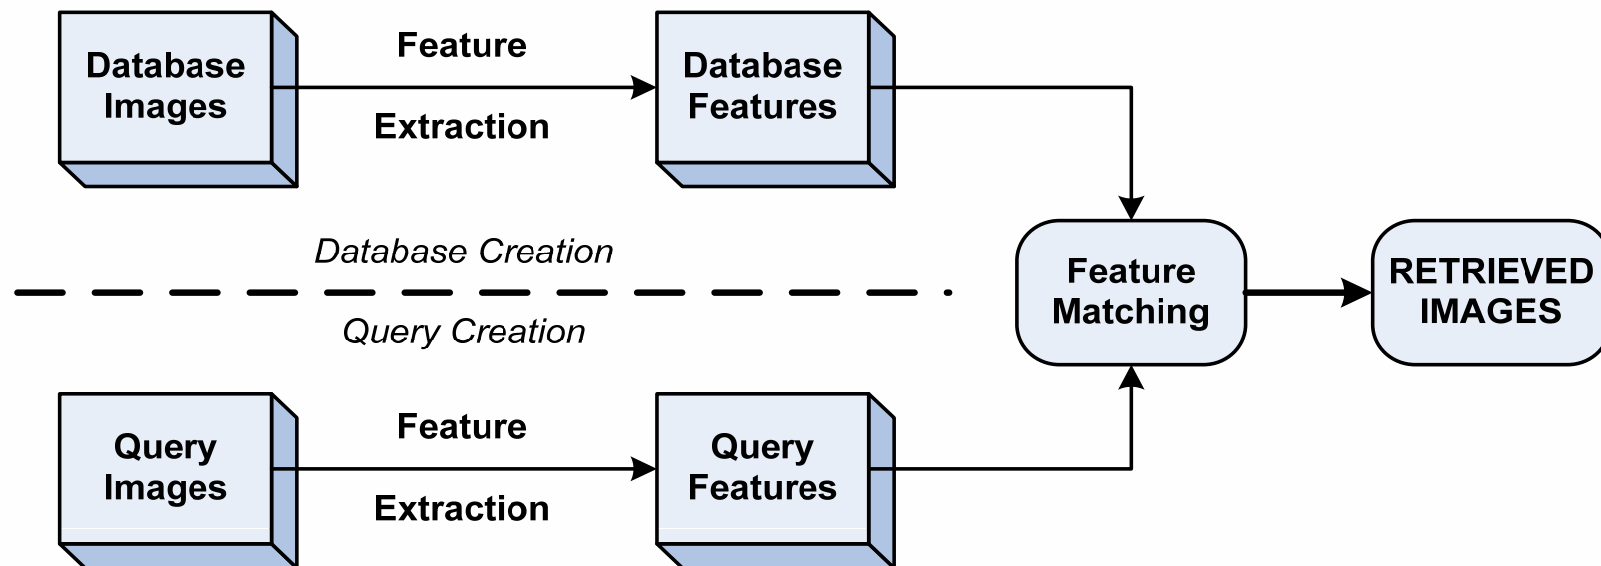 Database
Images
Feature
Extraction
Database
Features
Database Creation
Query Creation
Feature
Matching
RETRIEVED
IMAGES
Query
Images
Feature
Extraction
Query
Features